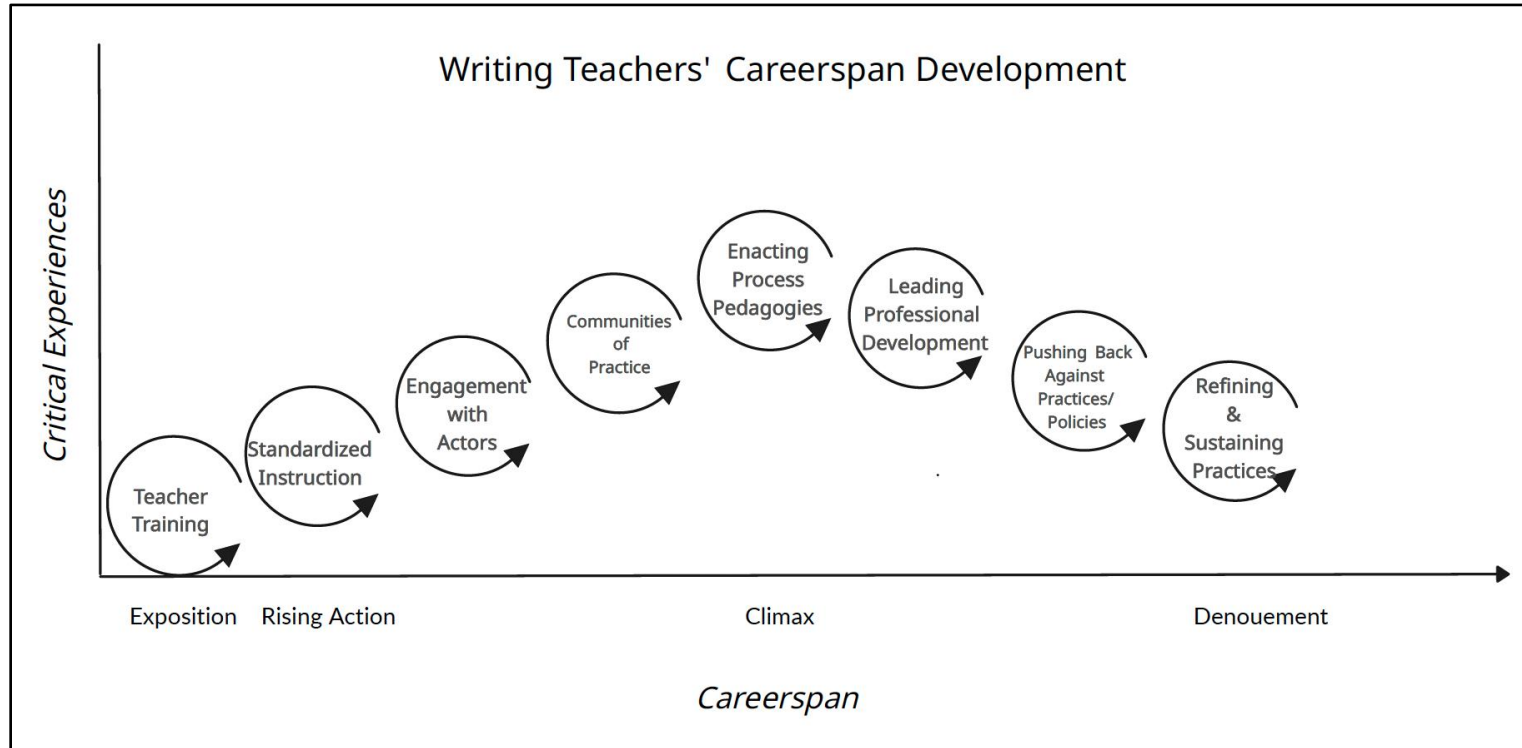 Writing Teachers' Careerspan Development
Critical Experiences
Teacher
Training
Standardized
Instruction
Engagement
with
Actors
Communities
of
Practice
Enacting
Process
Pedagogies
Leading
Professional
Development
Pushing Back
Against
Practices/
Policies
Refining
&
Sustaining
Practices
Exposition
Rising Action
Climax
Denouement
Careerspan